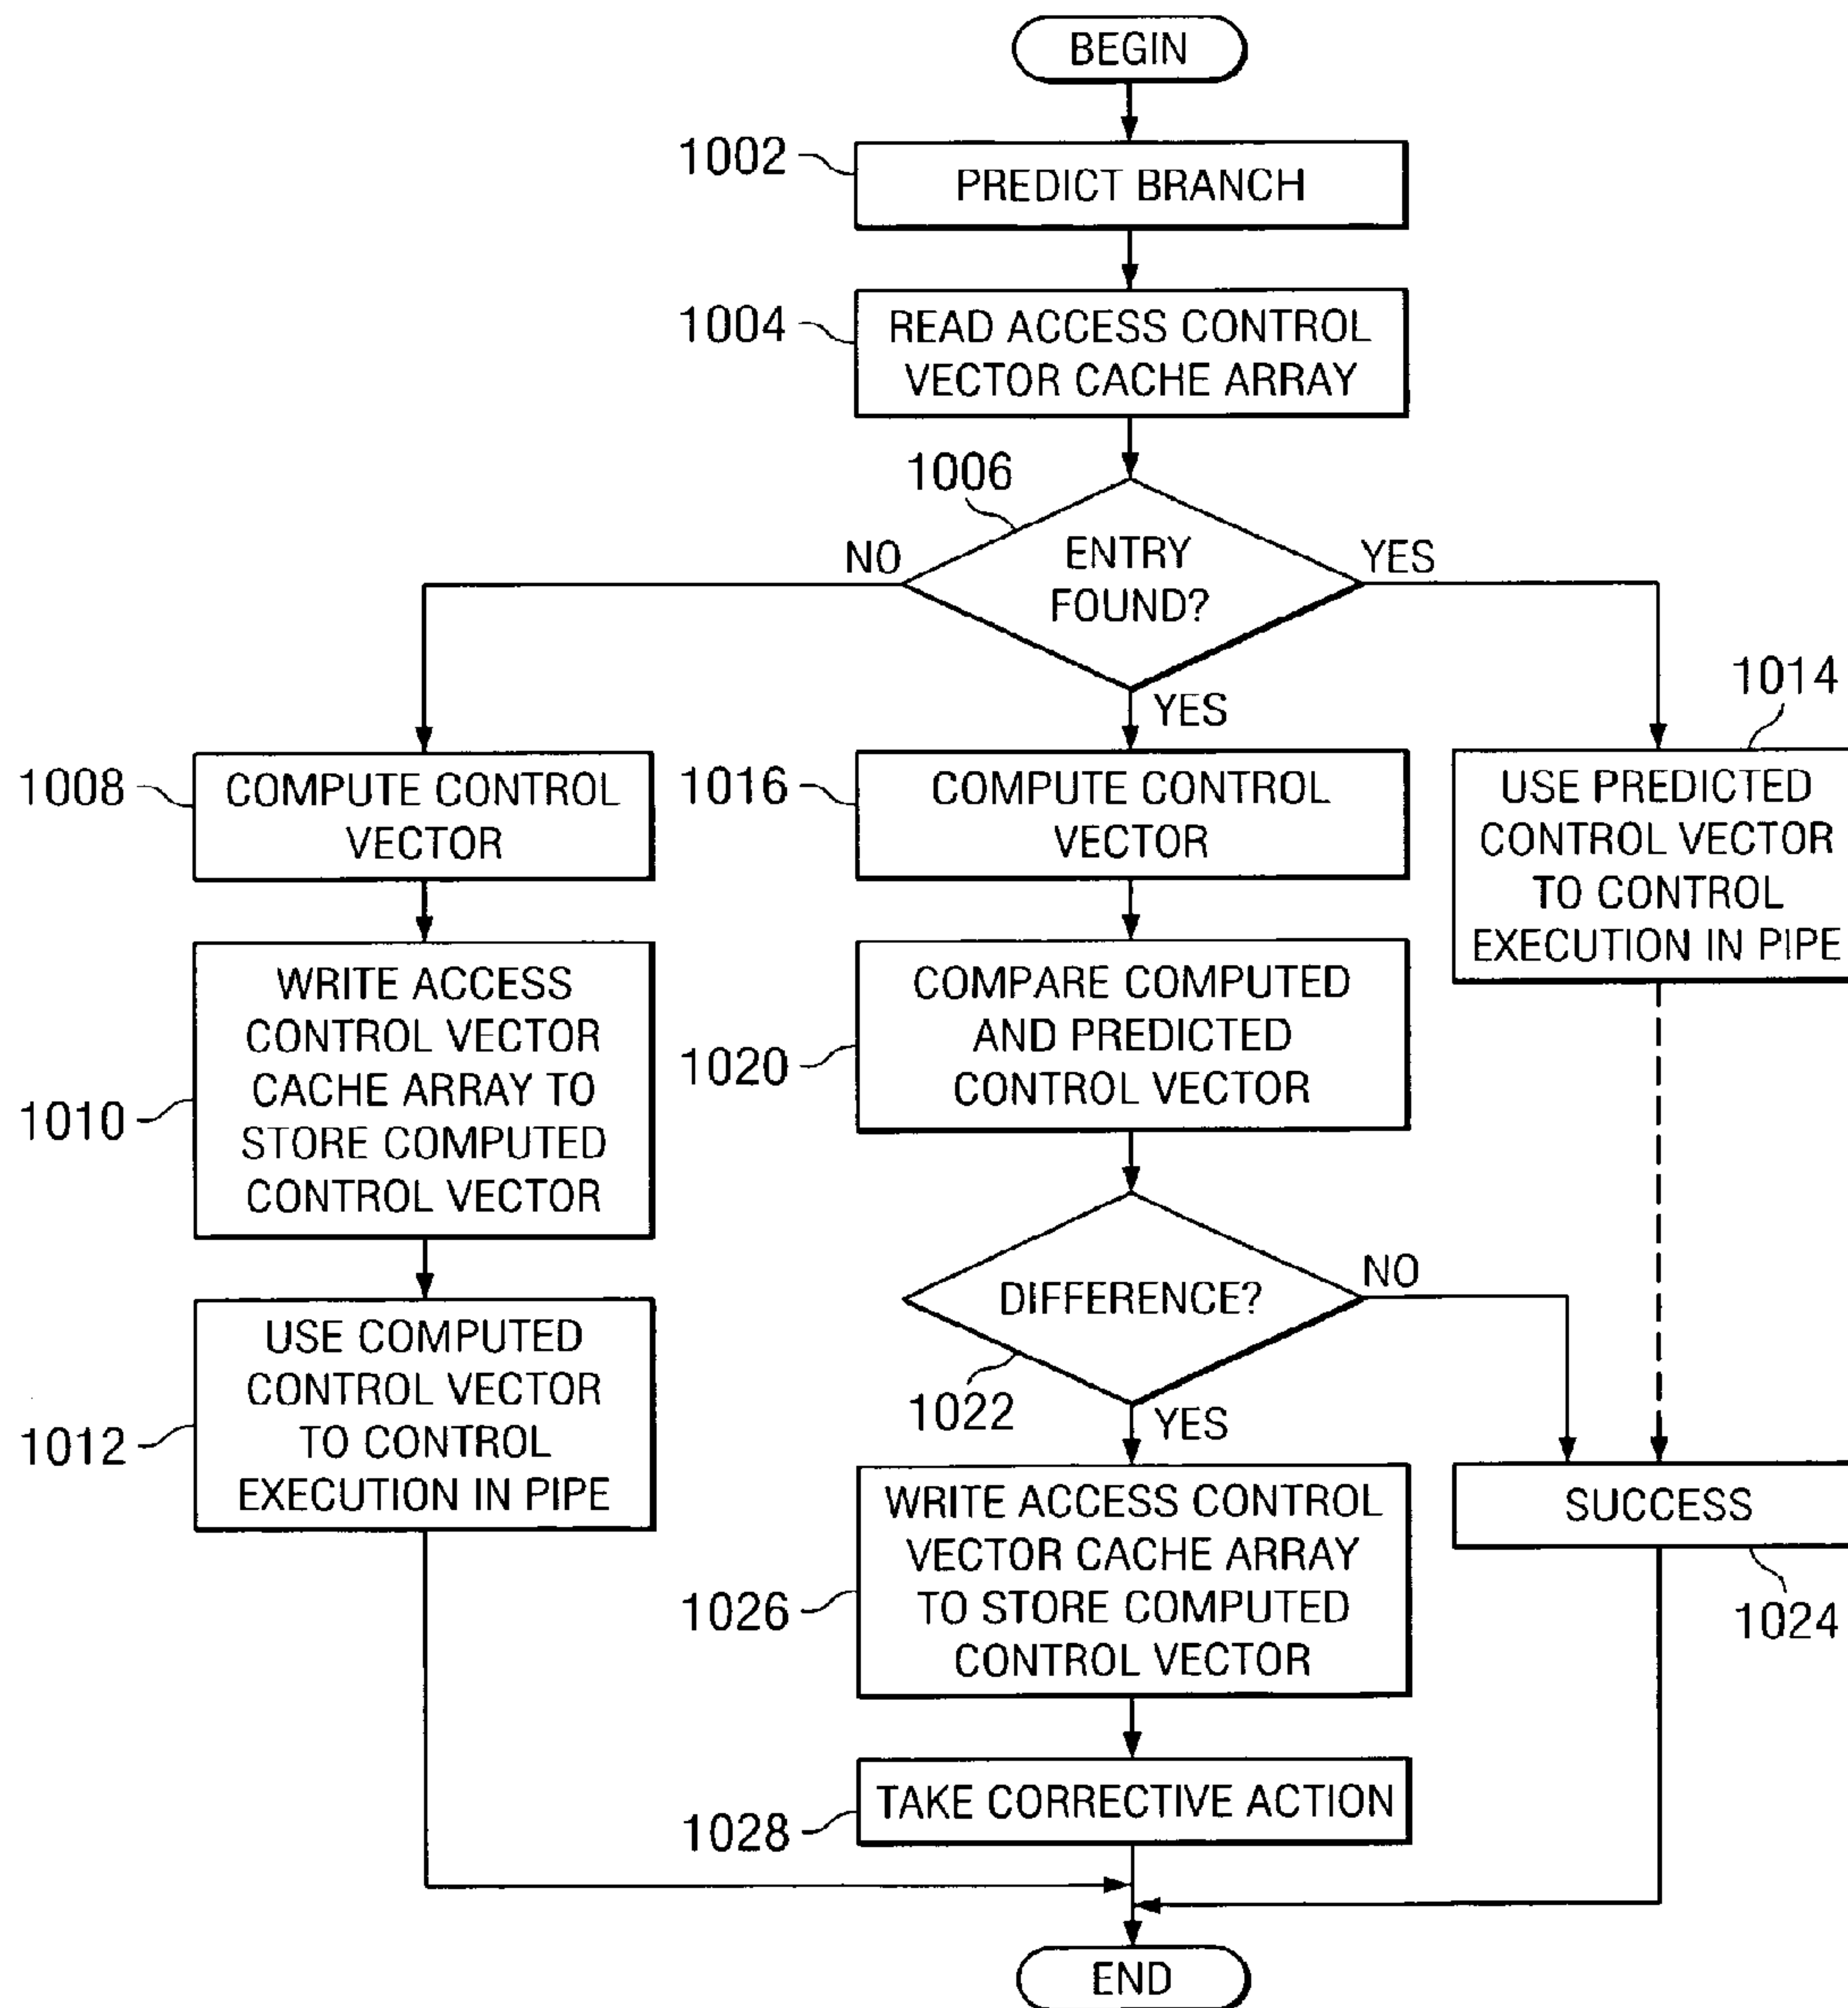 BEGIN
1002
PREDICT BRANCH
1004
READ ACCESS CONTROL
VECTOR CACHE ARRAY
1006
ENTRY
FOUND?
NO
YES
YES
1008
COMPUTE CONTROL
VECTOR
1010
WRITE ACCESS
CONTROL VECTOR
CACHE ARRAY TO
STORE COMPUTED
CONTROL VECTOR
1012
USE COMPUTED
CONTROL VECTOR
TO CONTROL
EXECUTION IN PIPE
1016
COMPUTE CONTROL
VECTOR
1020
COMPARE COMPUTED
AND PREDICTED
CONTROL VECTOR
DIFFERENCE?
1022
NO
YES
1026
WRITE ACCESS CONTROL
VECTOR CACHE ARRAY
TO STORE COMPUTED
CONTROL VECTOR
1028
TAKE CORRECTIVE ACTION
1014
USE PREDICTED
CONTROL VECTOR
TO CONTROL
EXECUTION IN PIPE
SUCCESS
1024
END